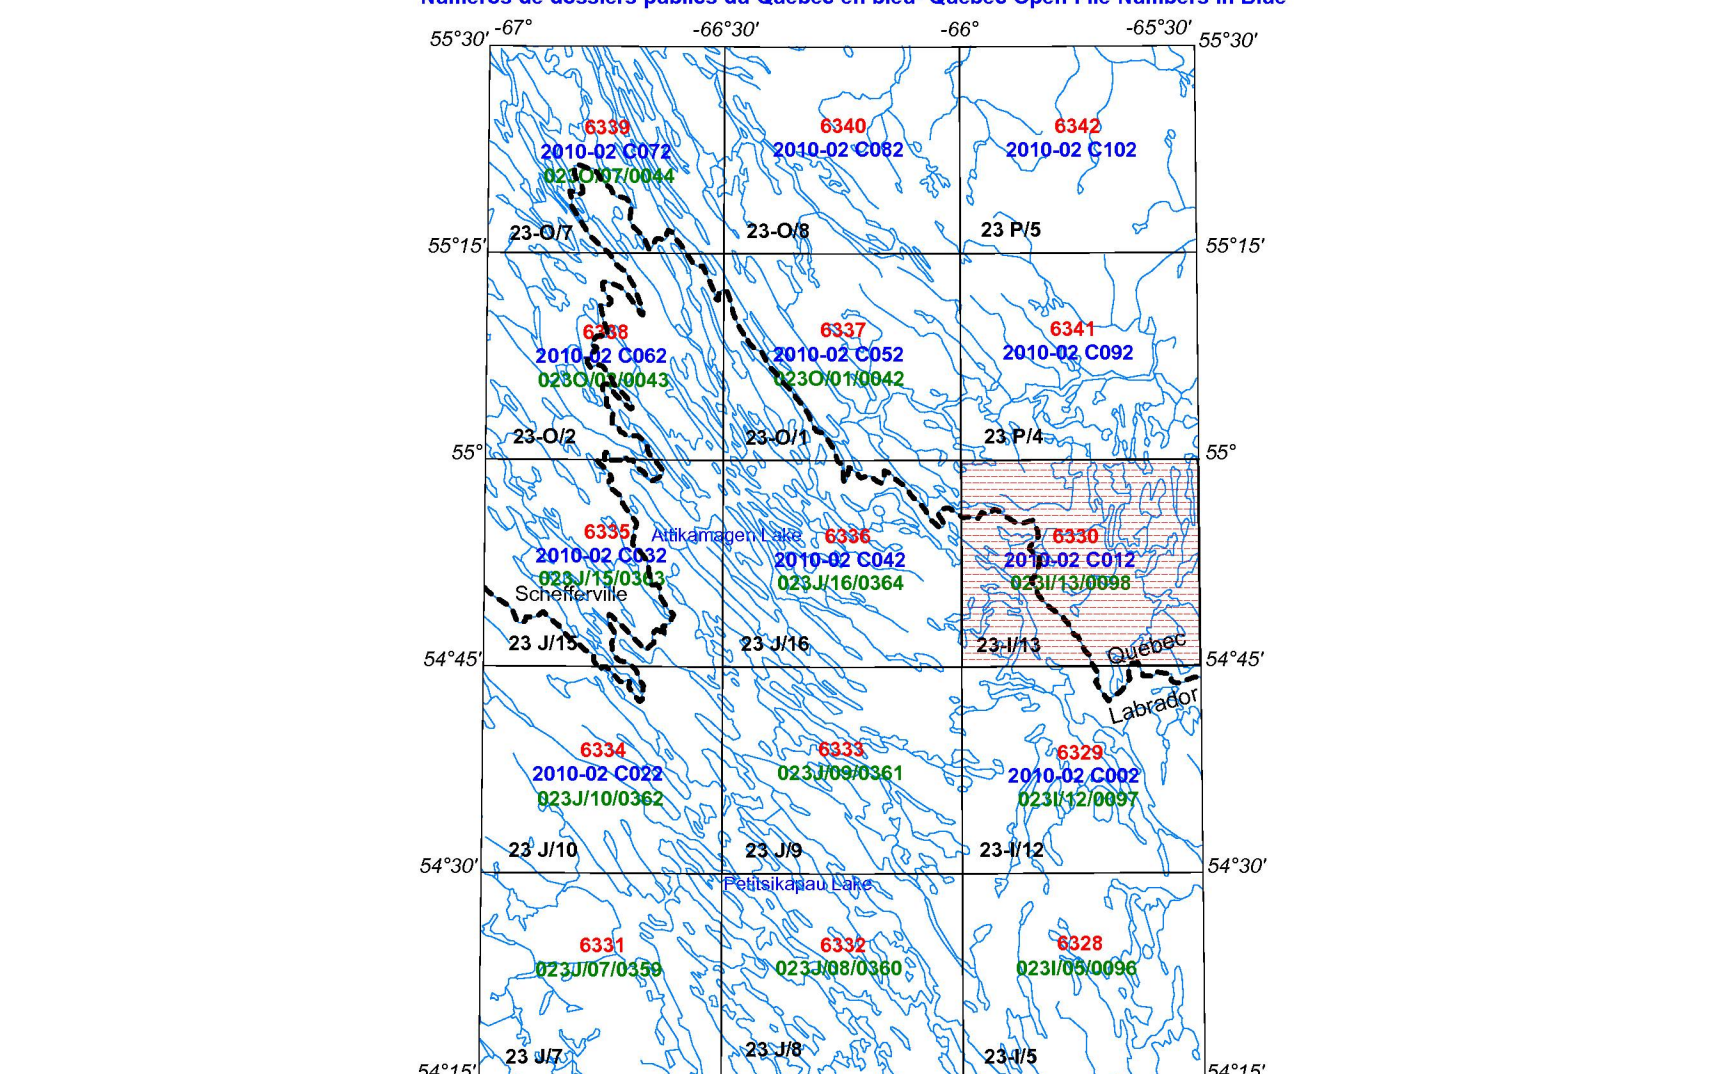 Numéros de dossiers publics du Québec en bleu Quebec Open File Numbers in Blue
-67° -66°30′ -66° -65°30′
55°30′ 55°30′
6339 6340 6342
2010-02 C072 2010-02 C082 2010-02 C102
023O/07/0044
23-O/7 23-O/8 23 P/5
55°15′ 55°15′
6338 6337 6341
2010-02 C062 2010-02 C052 2010-02 C092
023O/02/0043 023O/01/0042
23-O/2 23-O/1 23 P/4
55° 55°
6335 Attikamagen Lake 6336 6330
2010-02 C032 2010-02 C042 2010-02 C012
023J/15/0363 023J/16/0364 023I/13/0098
Schefferville
23 J/15 23 J/16 23-I/13 Quebec
54°45′ 54°45′
Labrador
6334 6333 6329
2010-02 C022 023J/09/0361 2010-02 C002
023J/10/0362 023I/12/0097
23 J/10 23 J/9 23-I/12
54°30′ 54°30′
Petitsikapau Lake
6331 6332 6328
023J/07/0359 023J/08/0360 023I/05/0096
23 J/7 23 J/8 23-I/5
54°15′ 54°15′